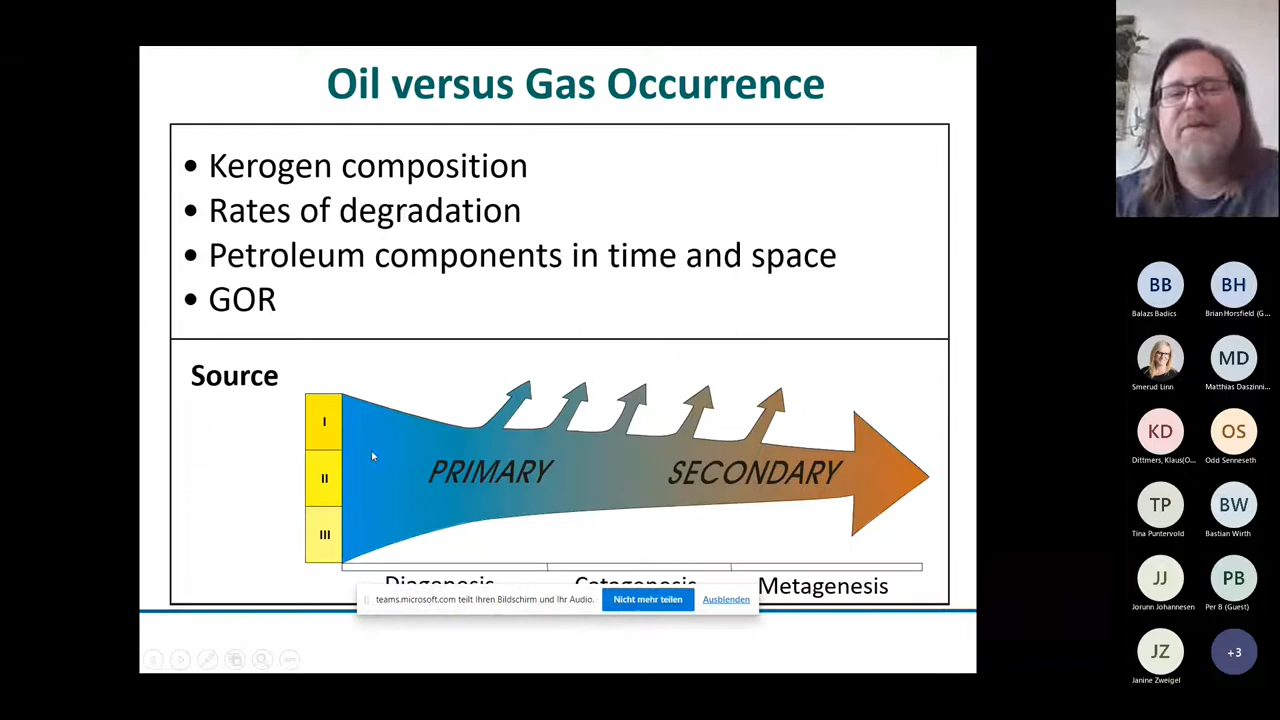 Oil versus Gas Occurrence
• Kerogen composition
• Rates of degradation
• Petroleum components in time and space
• GOR
Source
I
II
III
PRIMARY
SECONDARY
Diagenesis
Catagenesis
Metagenesis
teams.microsoft.com teilt Ihren Bildschirm und Ihr Audio.
Nicht mehr teilen
Ausblenden
BB
BH
Balazs Badics
Brian Horsfield (G...
MD
Smerud Linn
Matthias Daszinni...
KD
OS
Dittmers, Klaus(O...
Odd Senneseth
TP
BW
Tina Puntervold
Bastian Wirth
JJ
PB
Jorunn Johannesen
Per B (Guest)
JZ
+3
Janine Zweigel